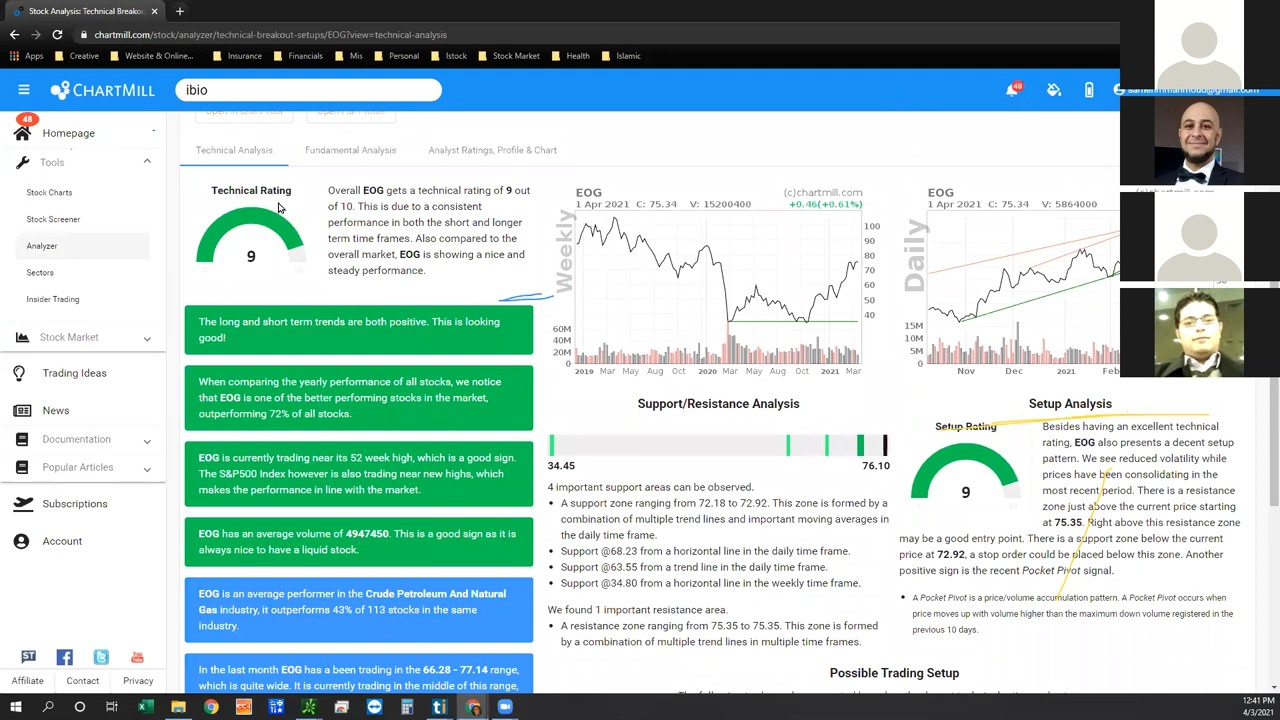 Stock Analysis: Technical Breakou
chartmill.com/stock/analyzer/technical-breakout-setups/EOG?view=technical-analysis
Apps
Creative
Website & Online...
Insurance
Financials
Mis
Personal
Istock
Stock Market
Health
Islamic
CHARTMILL
ibio
48
48
Homepage
Tools
Stock Charts
Stock Screener
Analyzer
Sectors
Insider Trading
Stock Market
Trading Ideas
News
Documentation
Popular Articles
Subscriptions
Account
Affiliate
Contact
Privacy
Technical Analysis
Fundamental Analysis
Analyst Ratings, Profile & Chart
Technical Rating
9
0
10
Overall EOG gets a technical rating of 9 out
of 10. This is due to a consistent
performance in both the short and longer
term time frames. Also compared to the
overall market, EOG is showing a nice and
steady performance.
The long and short term trends are both positive. This is looking
good!
When comparing the yearly performance of all stocks, we notice
that EOG is one of the better performing stocks in the market,
outperforming 72% of all stocks.
EOG is currently trading near its 52 week high, which is a good sign.
The S&P500 Index however is also trading near new highs, which
makes the performance in line with the market.
EOG has an average volume of 4947450. This is a good sign as it is
always nice to have a liquid stock.
EOG is an average performer in the Crude Petroleum And Natural
Gas industry, it outperforms 43% of 113 stocks in the same
industry.
In the last month EOG has a been trading in the 66.28 - 77.14 range,
which is quite wide. It is currently trading in the middle of this range,
EOG
(c)chartmill.com
1 Apr 2021
C: 75.34
V: 15200400
+0.46(+0.61%)
Weekly
100
90
80
70
60
50
40
60M
40M
20M
0
2019
Mar
May
Aug
Oct
2020
Mar
May
Aug
Oct
2021
Mar
EOG
1 Apr 2021
C: 75.34
V: 5864000
Daily
15M
10M
5M
0
Nov
Dec
2021
Feb
Support/Resistance Analysis
34.45
76.10
4 important support areas can be observed.
A support zone ranging from 72.18 to 72.92. This zone is formed by a
combination of multiple trend lines and important moving averages in
the daily time frame.
Support @68.23 from a horizontal line in the daily time frame.
Support @63.55 from a trend line in the daily time frame.
Support @34.80 from a horizontal line in the weekly time frame.
We found 1 important resistance area.
A resistance zone ranging from 75.35 to 75.35. This zone is formed
by a combination of multiple trend lines in multiple time frames.
Setup Analysis
Setup Rating
9
0
10
Besides having an excellent technical
rating, EOG also presents a decent setup
pattern. We see reduced volatility while
prices have been consolidating in the
most recent period. There is a resistance
zone just above the current price starting
at 75.35. Right above this resistance zone
may be a good entry point. There is a support zone below the current
price at 72.92, a stop order could be placed below this zone. Another
positive sign is the recent Pocket Pivot signal.
A Pocket Pivot is a price/volume accumulation pattern. A Pocket Pivot occurs when
price moves up with volume higher than the maximum down volume registered in the
previous 10 days.
Possible Trading Setup
12:41 PM
4/3/2021